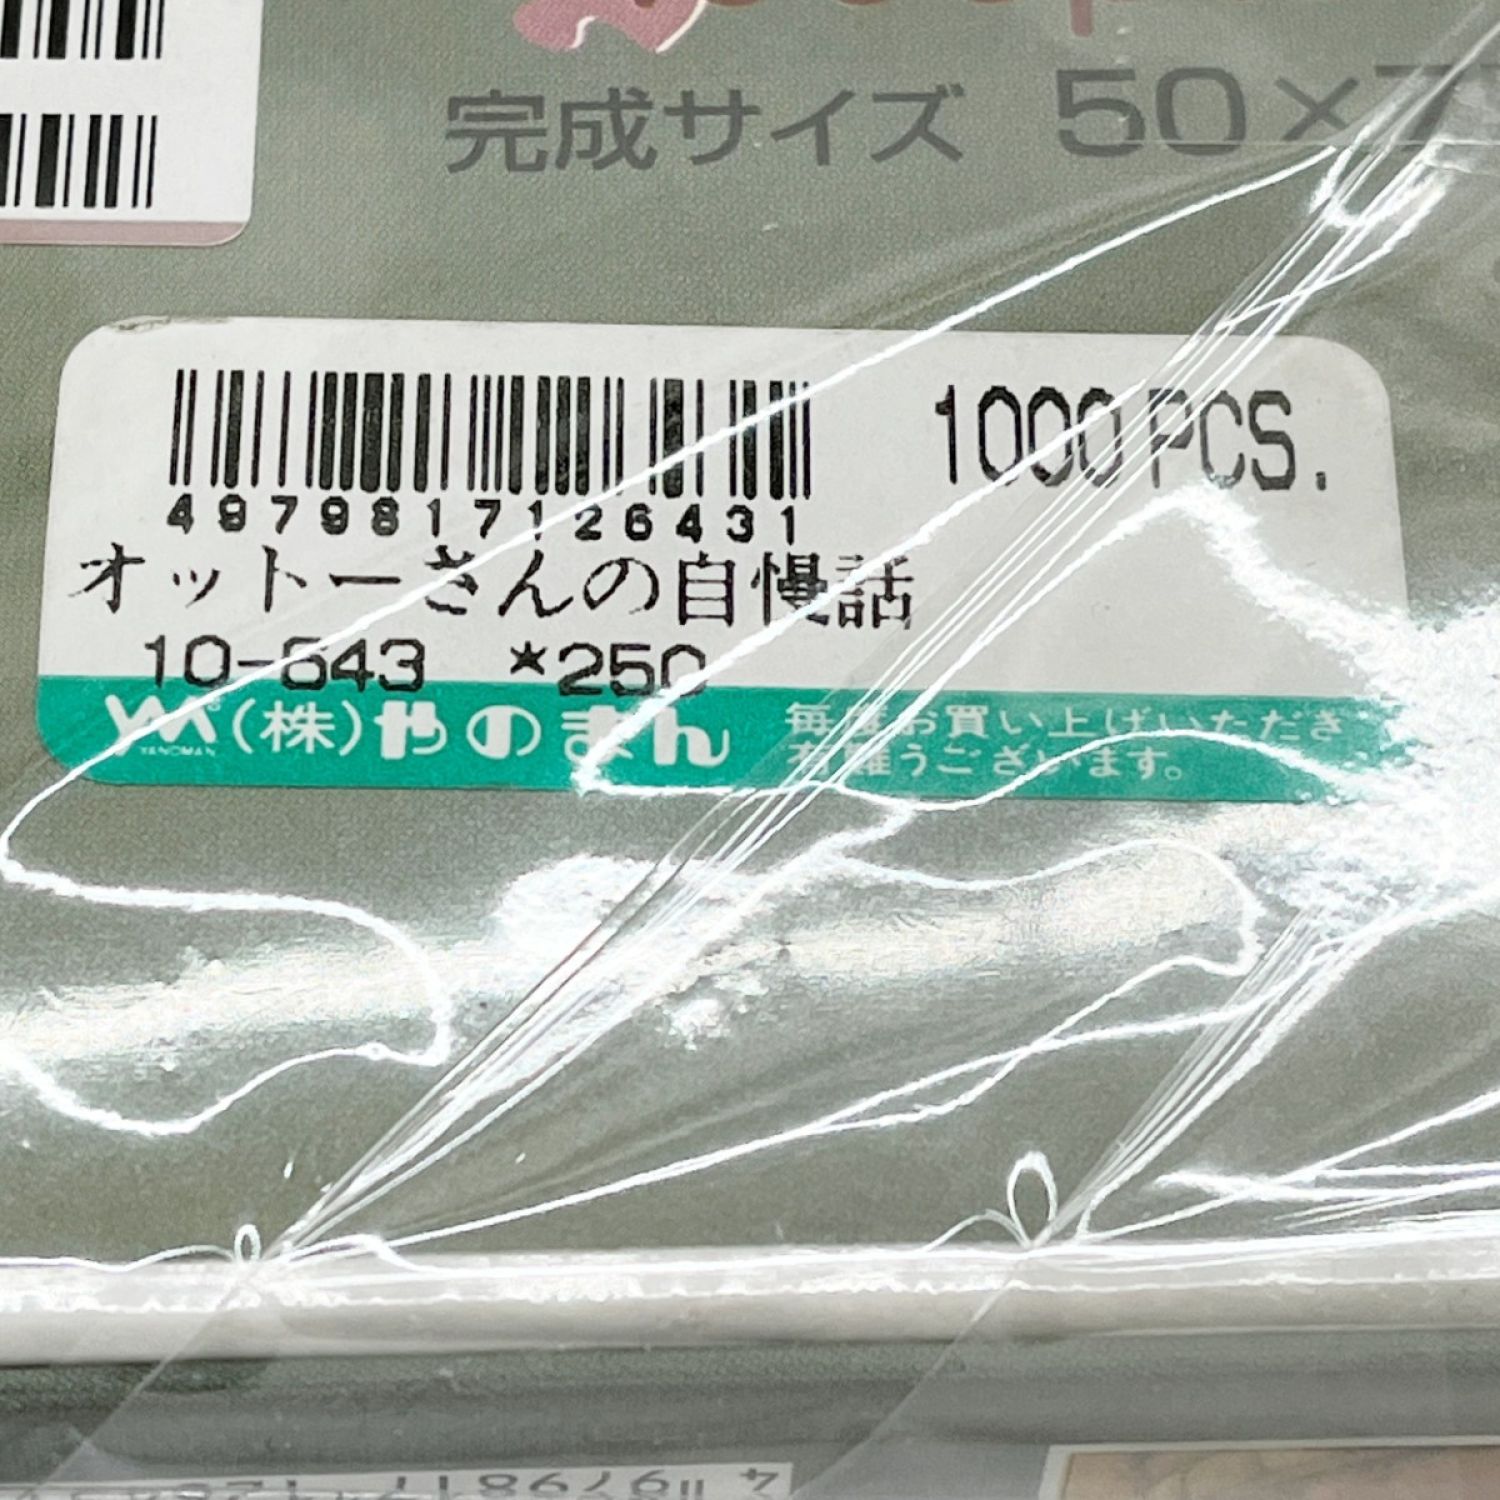 完成サイズ 50×7
1000 PCS.
4979817126431
オットーさんの自慢話
10-643 *250
YM YANOMAN (株)やのまん
毎度お買い上げいただき
有難うございます。